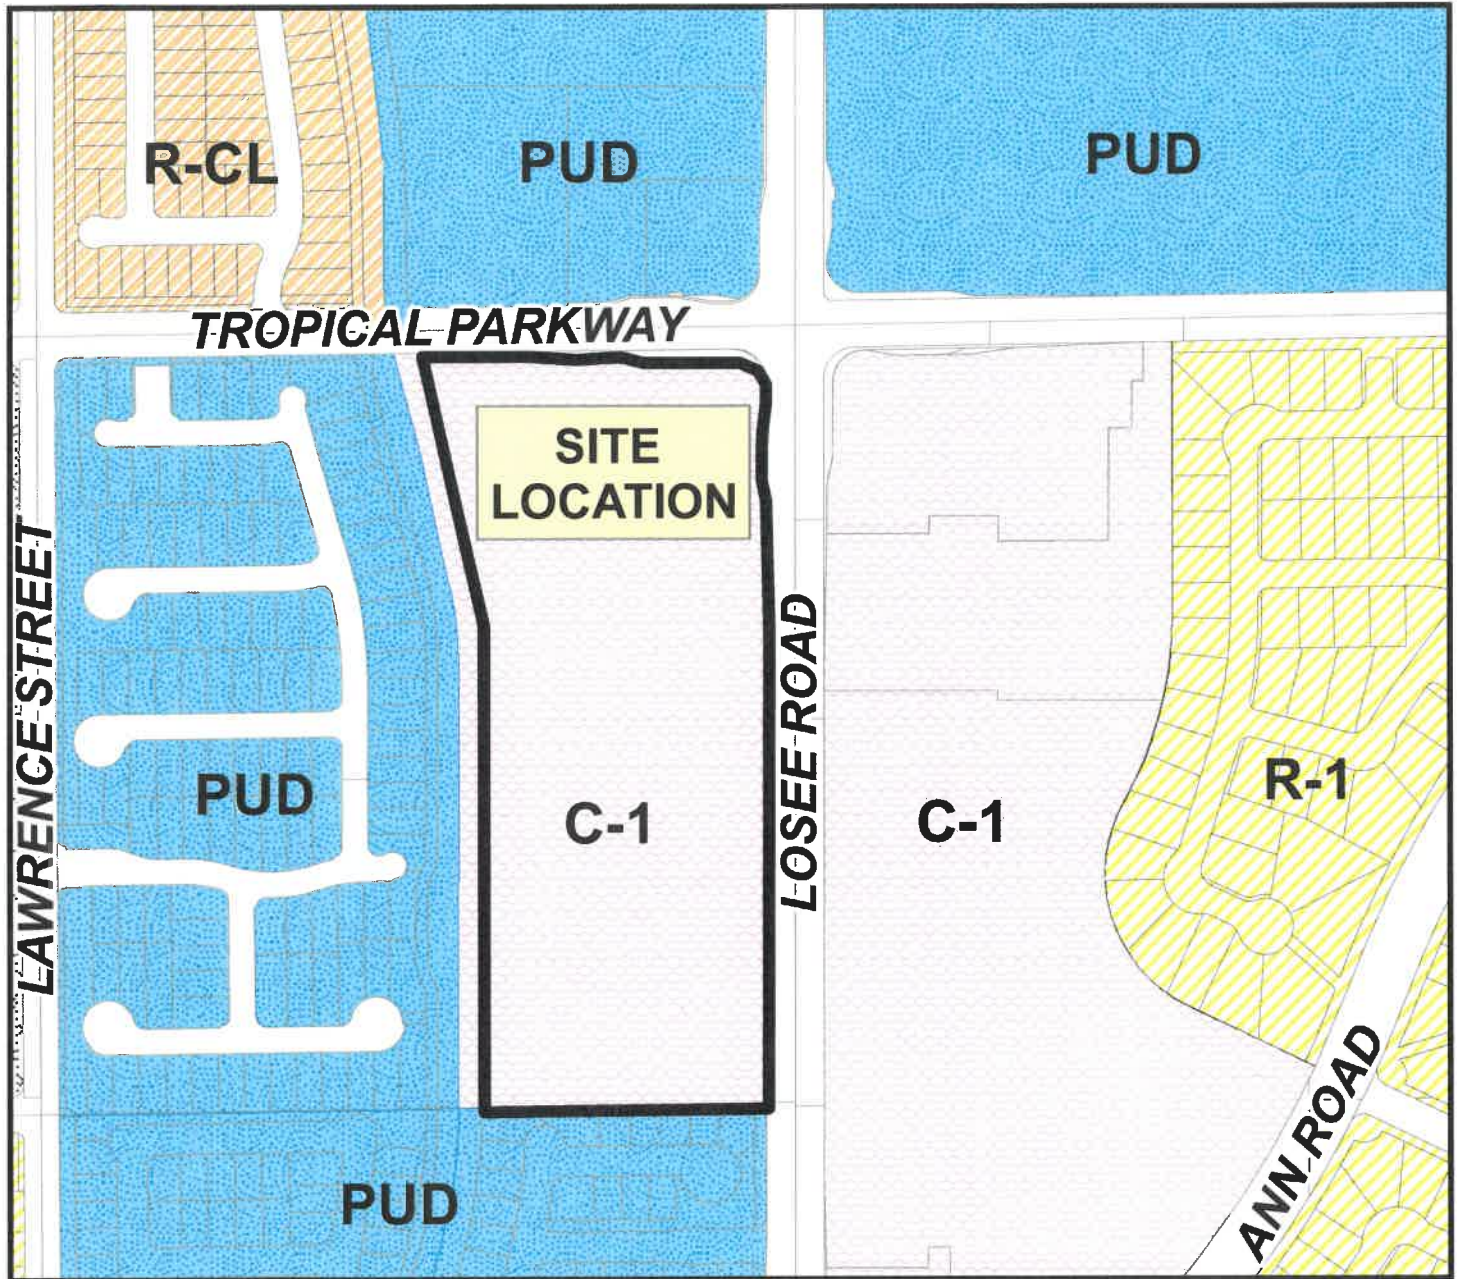 R-CL
PUD
PUD
TROPICAL PARKWAY
SITE
LOCATION
LAWRENCE STREET
LOSEE ROAD
PUD
C-1
C-1
R-1
ANN ROAD
PUD